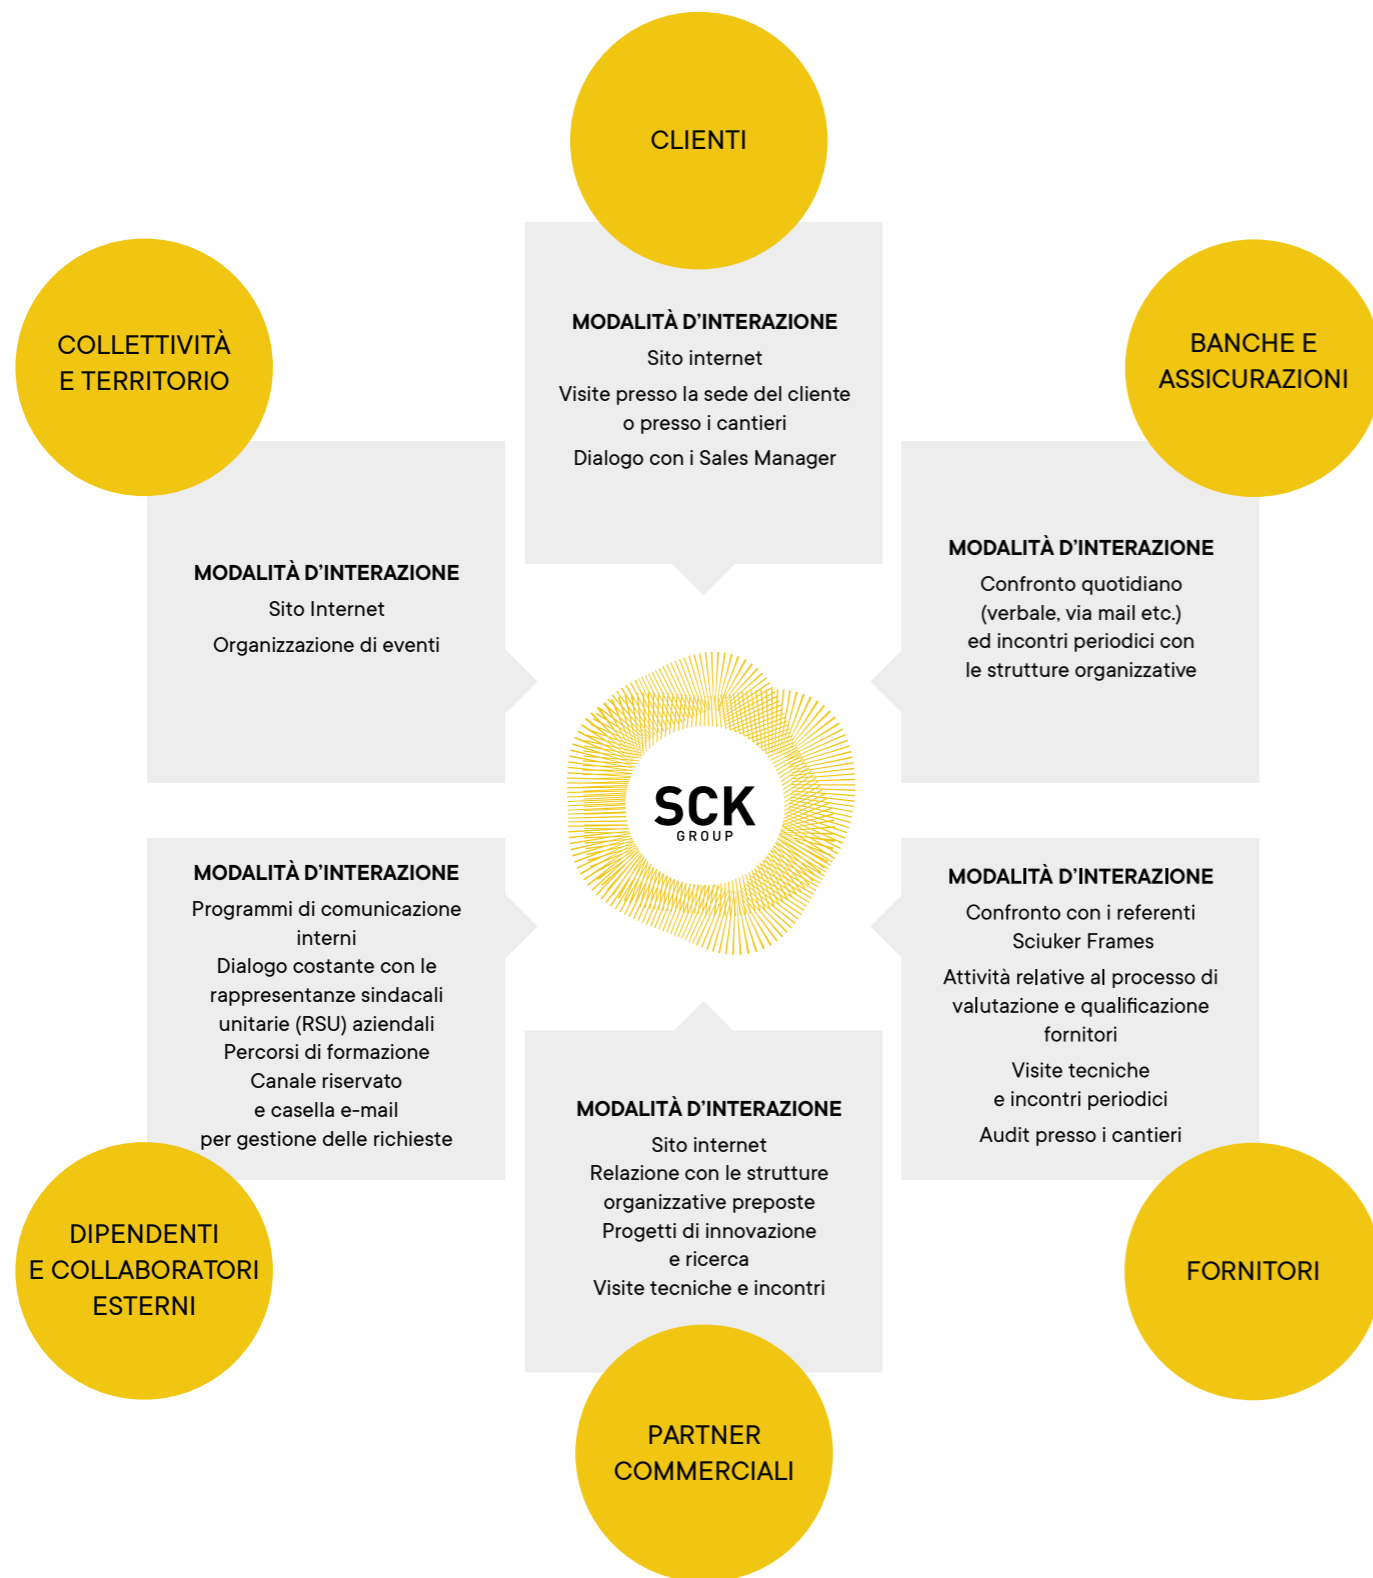 CLIENTI
MODALITÀ D'INTERAZIONE
Sito internet
Visite presso la sede del cliente
o presso i cantieri
Dialogo con i Sales Manager
COLLETTIVITÀ
E TERRITORIO
MODALITÀ D'INTERAZIONE
Sito Internet
Organizzazione di eventi
BANCHE E
ASSICURAZIONI
MODALITÀ D'INTERAZIONE
Confronto quotidiano
(verbale, via mail etc.)
ed incontri periodici con
le strutture organizzative
SCK
GROUP
MODALITÀ D'INTERAZIONE
Programmi di comunicazione
interni
Dialogo costante con le
rappresentanze sindacali
unitarie (RSU) aziendali
Percorsi di formazione
Canale riservato
e casella e-mail
per gestione delle richieste
DIPENDENTI
E COLLABORATORI
ESTERNI
MODALITÀ D'INTERAZIONE
Sito internet
Relazione con le strutture
organizzative preposte
Progetti di innovazione
e ricerca
Visite tecniche e incontri
PARTNER
COMMERCIALI
MODALITÀ D'INTERAZIONE
Confronto con i referenti
Sciuker Frames
Attività relative al processo di
valutazione e qualificazione
fornitori
Visite tecniche
e incontri periodici
Audit presso i cantieri
FORNITORI